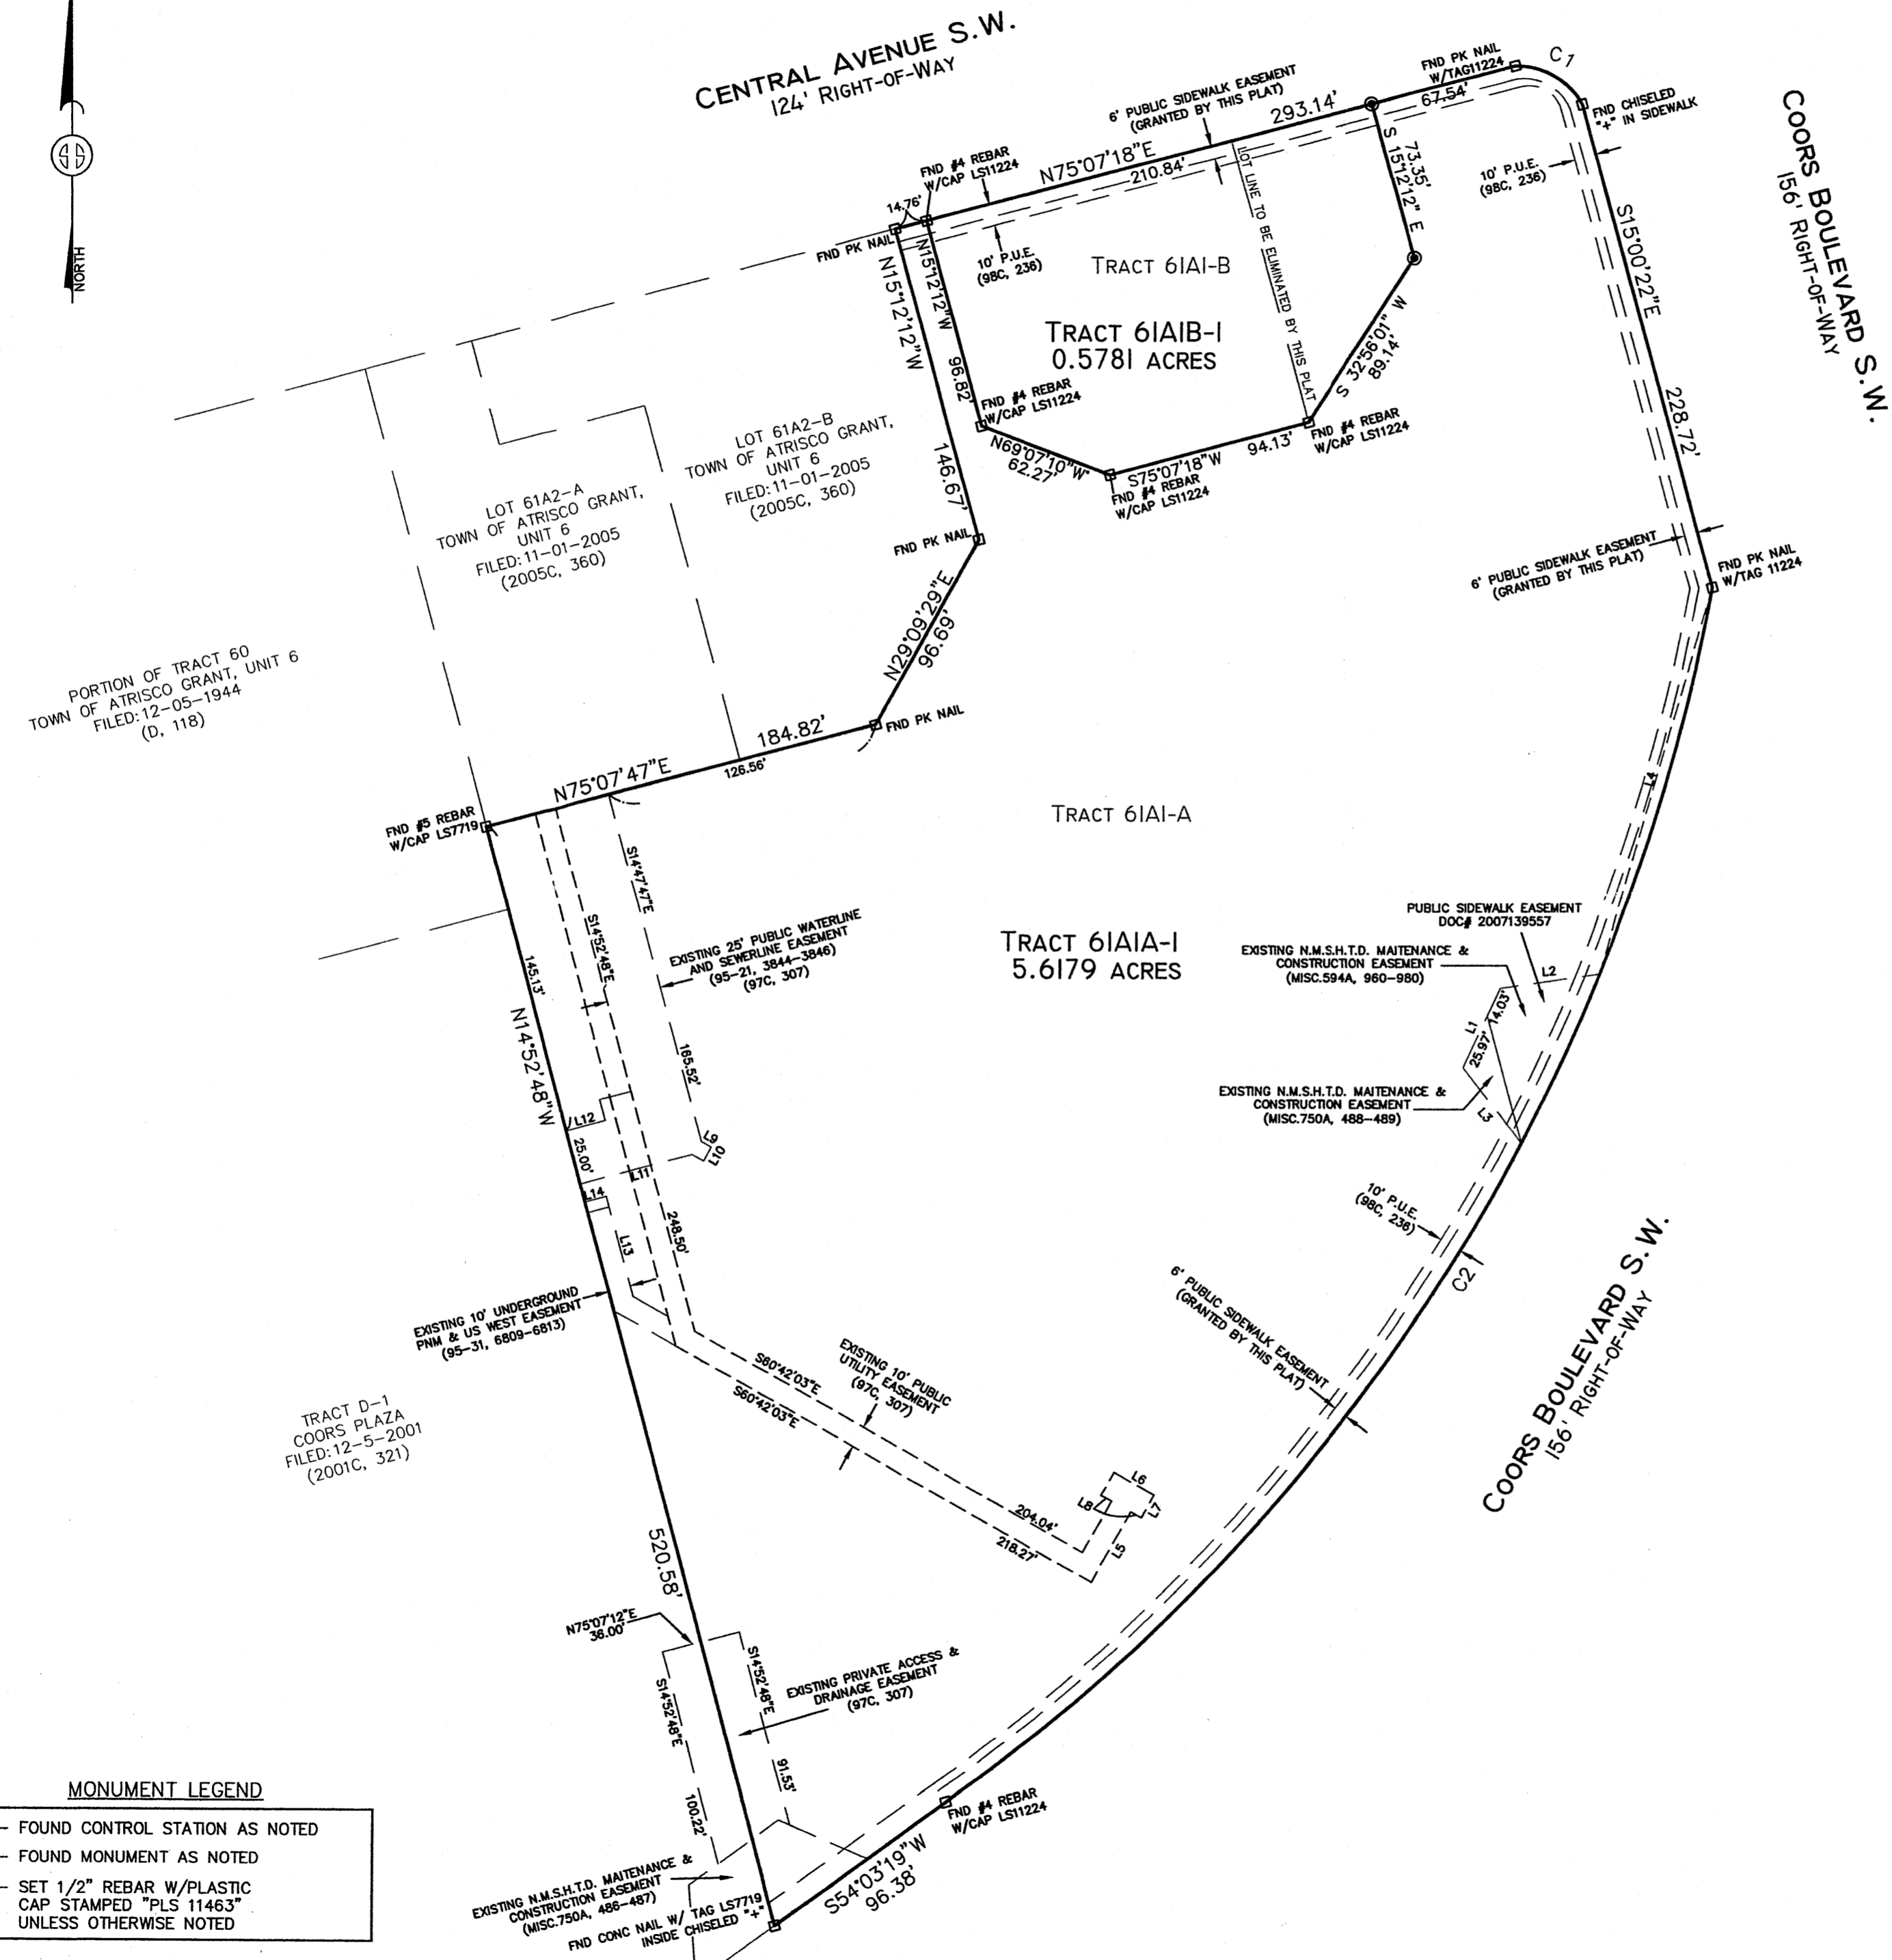 CENTRAL AVENUE S.W.
124' RIGHT-OF-WAY
NORTH
FND PK NAIL
W/TAG11224
C1
67.54'
FND CHISELED
"+" IN SIDEWALK
6' PUBLIC SIDEWALK EASEMENT
(GRANTED BY THIS PLAT)
293.14'
N75°07'18"E
210.84'
FND #4 REBAR
W/CAP LS11224
14.76'
FND PK NAIL
10' P.U.E.
(98C, 236)
10' P.U.E.
(98C, 236)
COORS BOULEVARD S.W.
156' RIGHT-OF-WAY
S 15°12'12" E
73.35'
LOT LINE TO BE ELIMINATED BY THIS PLAT
S15°00'22"E
228.72'
N15°12'12"W
96.82'
N15°12'12"W
146.67'
TRACT 61A1-B
TRACT 61A1B-1
0.5781 ACRES
S 32°56'01" W
89.14'
FND #4 REBAR
W/CAP LS11224
N69°07'10"W
62.27'
S75°07'18"W
94.13'
FND #4 REBAR
W/CAP LS11224
FND #4 REBAR
W/CAP LS11224
LOT 61A2-B
TOWN OF ATRISCO GRANT,
UNIT 6
FILED: 11-01-2005
(2005C, 360)
LOT 61A2-A
TOWN OF ATRISCO GRANT,
UNIT 6
FILED: 11-01-2005
(2005C, 360)
FND PK NAIL
6' PUBLIC SIDEWALK EASEMENT
(GRANTED BY THIS PLAT)
FND PK NAIL
W/TAG 11224
PORTION OF TRACT 60
TOWN OF ATRISCO GRANT, UNIT 6
FILED: 12-05-1944
(D, 118)
N29°09'29"E
96.69'
FND PK NAIL
184.82'
N75°07'47"E
126.56'
FND #5 REBAR
W/CAP LS7719
L4
TRACT 61A1-A
TRACT 61A1A-1
5.6179 ACRES
S14°47'47"E
165.52'
S14°52'48"E
EXISTING 25' PUBLIC WATERLINE
AND SEWERLINE EASEMENT
(95-21, 3844-3846)
(97C, 307)
145.13'
N14°52'48"W
PUBLIC SIDEWALK EASEMENT
DOC# 2007139557
EXISTING N.M.S.H.T.D. MAITENANCE &
CONSTRUCTION EASEMENT
(MISC.594A, 960-980)
L2
L1
14.03'
25.97'
L3
EXISTING N.M.S.H.T.D. MAITENANCE &
CONSTRUCTION EASEMENT
(MISC.750A, 488-489)
L12
25.00'
L9
L10
L11
L14
L13
248.50'
10' P.U.E.
(98C, 236)
C2
6' PUBLIC SIDEWALK EASEMENT
(GRANTED BY THIS PLAT)
COORS BOULEVARD S.W.
156' RIGHT-OF-WAY
EXISTING 10' UNDERGROUND
PNM & US WEST EASEMENT
(95-31, 6809-6813)
S60°42'03"E
S60°42'03"E
EXISTING 10' PUBLIC
UTILITY EASEMENT
(97C, 307)
TRACT D-1
COORS PLAZA
FILED: 12-5-2001
(2001C, 321)
L6
L8
L7
L5
204.04'
218.27'
520.58'
N75°07'12"E
36.00'
S14°52'48"E
S14°52'48"E
EXISTING PRIVATE ACCESS &
DRAINAGE EASEMENT
(97C, 307)
91.53'
100.22'
FND #4 REBAR
W/CAP LS11224
S54°03'19"W
96.38'
EXISTING N.M.S.H.T.D. MAITENANCE &
CONSTRUCTION EASEMENT
(MISC.750A, 486-487)
FND CONC NAIL W/ TAG LS7719
INSIDE CHISELED "+"
MONUMENT LEGEND
- FOUND CONTROL STATION AS NOTED
- FOUND MONUMENT AS NOTED
- SET 1/2" REBAR W/PLASTIC
CAP STAMPED "PLS 11463"
UNLESS OTHERWISE NOTED